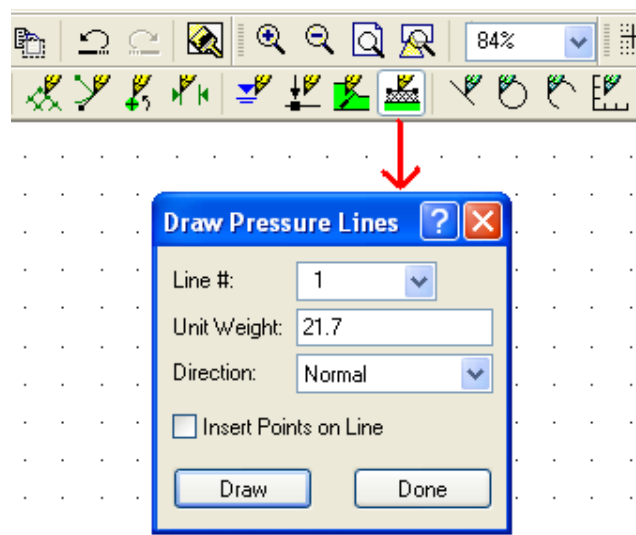 84%
Draw Pressure Lines
Line #: 1
Unit Weight: 21.7
Direction: Normal
Insert Points on Line
Draw Done